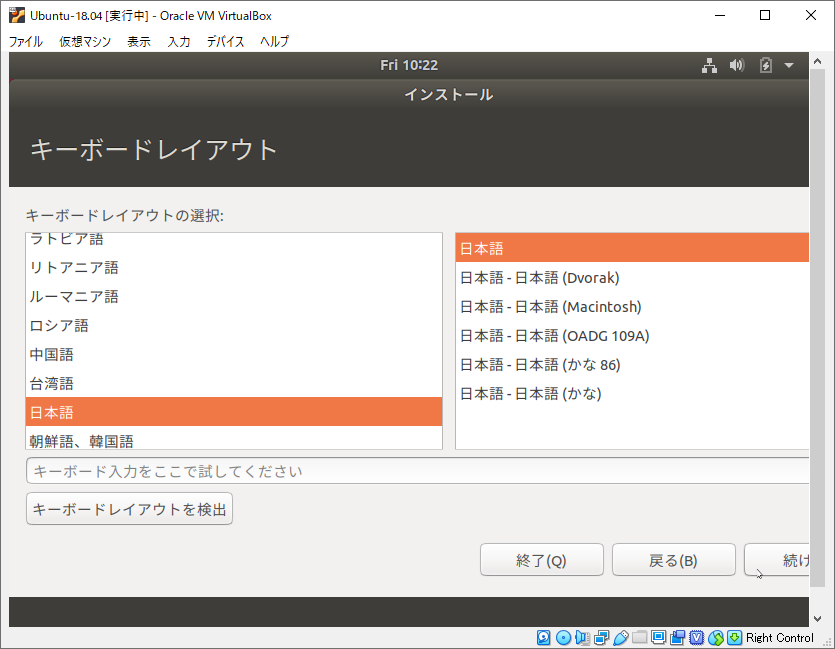 Ubuntu-18.04 [実行中] - Oracle VM VirtualBox
ファイル 仮想マシン 表示 入力 デバイス ヘルプ
Fri 10:22
インストール
キーボードレイアウト
キーボードレイアウトの選択:
ラトビア語
リトアニア語
ルーマニア語
ロシア語
中国語
台湾語
日本語
朝鮮語、韓国語
日本語
日本語 - 日本語 (Dvorak)
日本語 - 日本語 (Macintosh)
日本語 - 日本語 (OADG 109A)
日本語 - 日本語 (かな 86)
日本語 - 日本語 (かな)
キーボード入力をここで試してください
キーボードレイアウトを検出
終了(Q) 戻る(B) 続け
Right Control